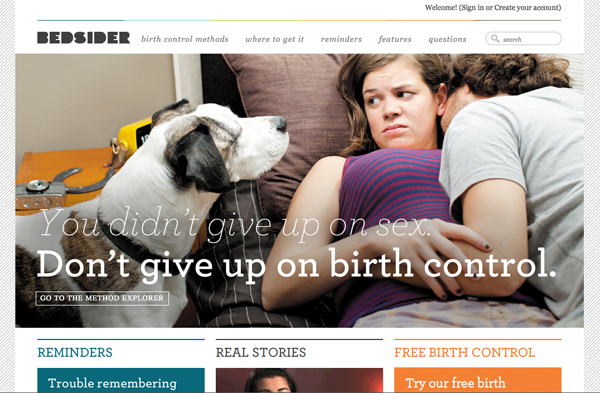 Welcome! (Sign in or Create your account)
BEDSIDER birth control methods where to get it reminders features questions search
You didn't give up on sex.
Don't give up on birth control.
GO TO THE METHOD EXPLORER
REMINDERS REAL STORIES FREE BIRTH CONTROL
Trouble remembering Try our free birth